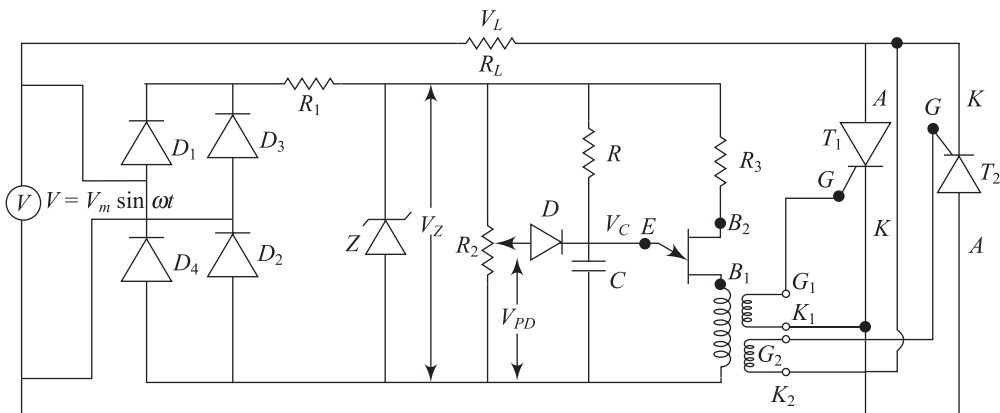 V_L
R_L
R_1
D_1
D_3
R
R_3
A
G
K
T_1
T_2
V
V = V_m sin ωt
Z
V_Z
R_2
D
V_C
E
B_2
G
K
A
D_4
D_2
C
B_1
G_1
V_PD
K_1
G_2
K_2